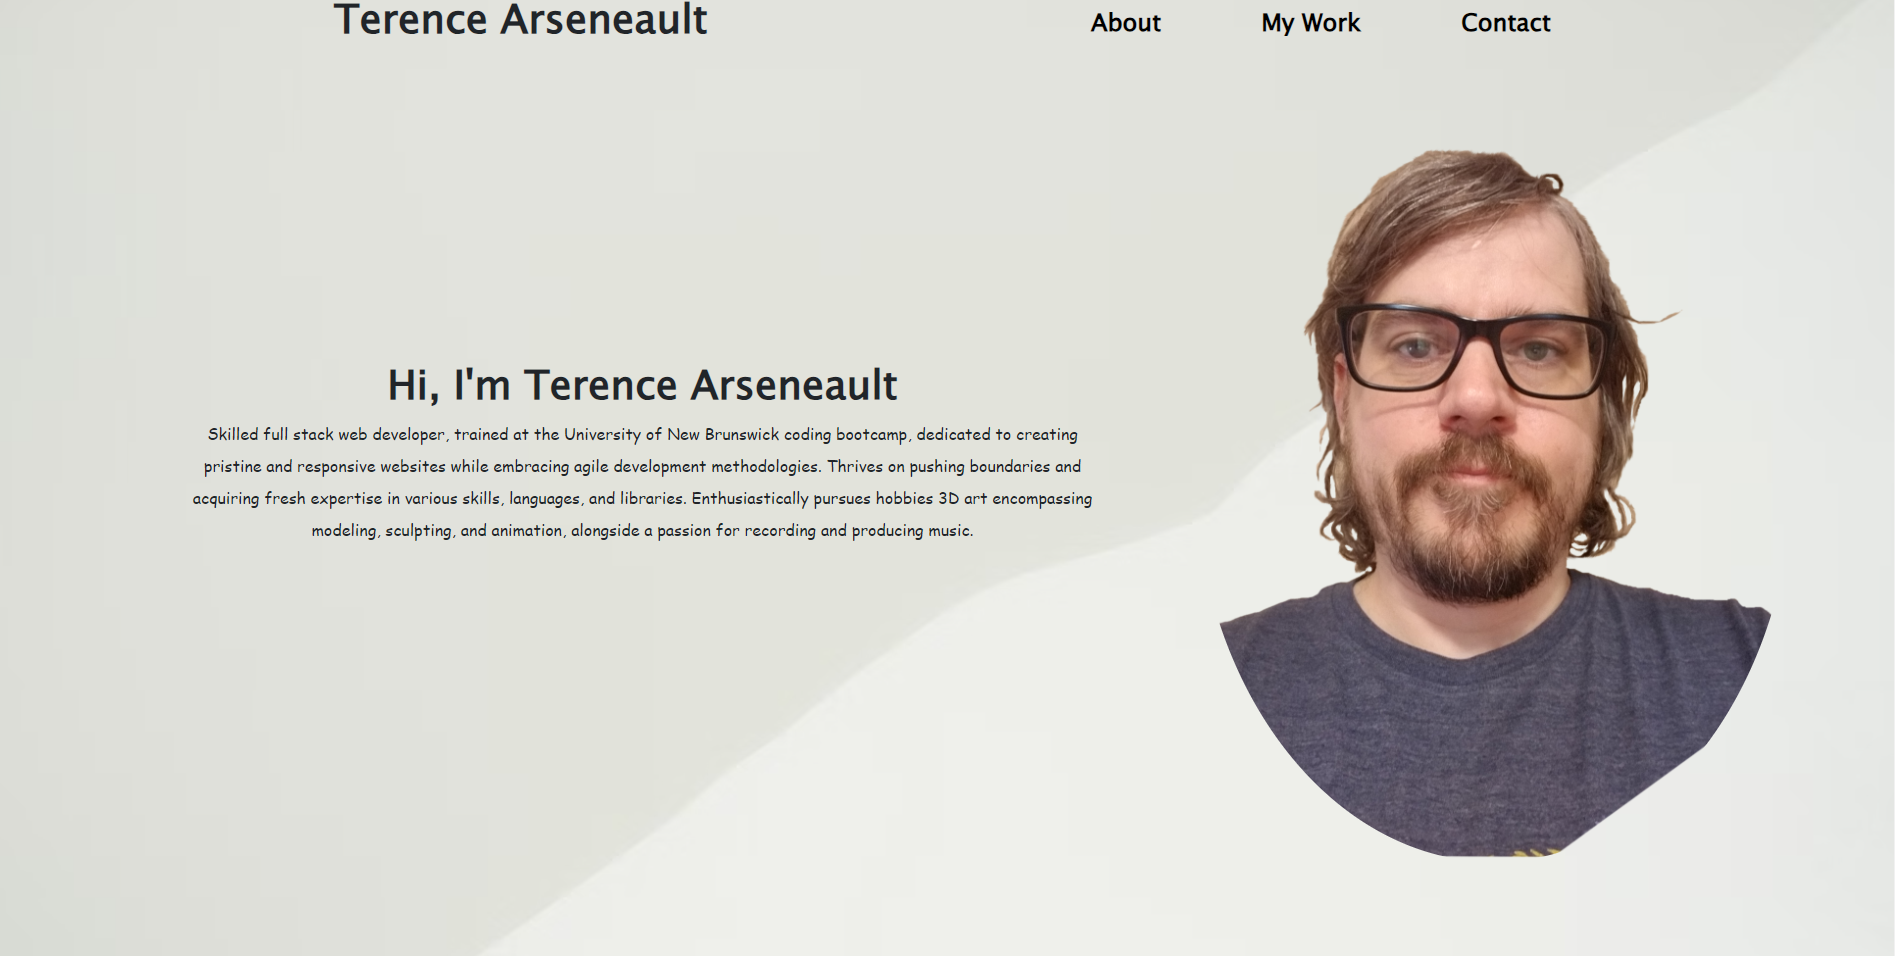 Terence Arseneault
About
My Work
Contact
Hi, I'm Terence Arseneault
Skilled full stack web developer, trained at the University of New Brunswick coding bootcamp, dedicated to creating
pristine and responsive websites while embracing agile development methodologies. Thrives on pushing boundaries and
acquiring fresh expertise in various skills, languages, and libraries. Enthusiastically pursues hobbies 3D art encompassing
modeling, sculpting, and animation, alongside a passion for recording and producing music.